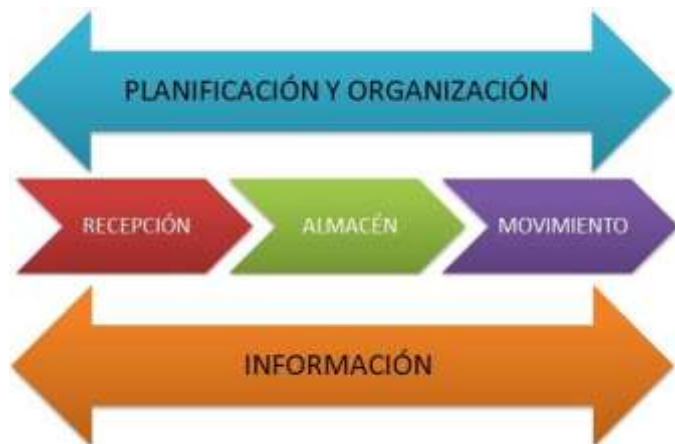 PLANIFICACIÓN Y ORGANIZACIÓN
RECEPCIÓN
ALMACÉN
MOVIMIENTO
INFORMACIÓN